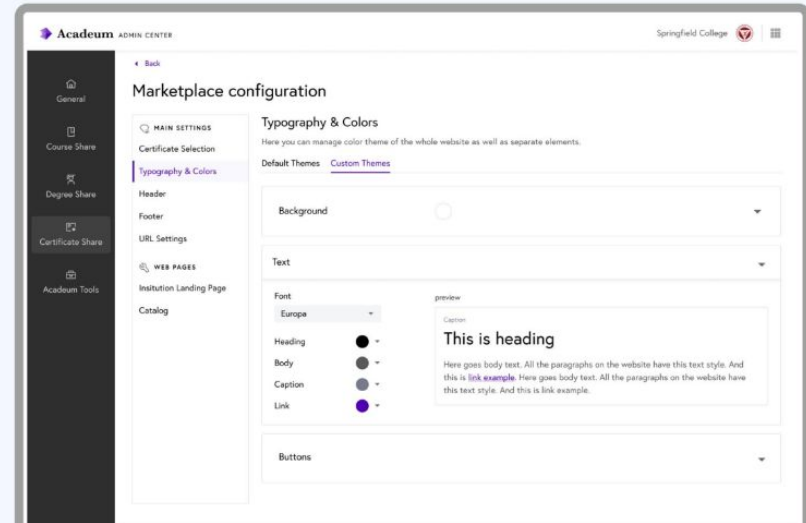 Acadeum ADMIN CENTER
Springfield College
General
Course Share
Degree Share
Certificate Share
Acadeum Tools
Back
Marketplace configuration
MAIN SETTINGS
Certificate Selection
Typography & Colors
Header
Footer
URL Settings
WEB PAGES
Insitution Landing Page
Catalog
Typography & Colors
Here you can manage color theme of the whole website as well as separate elements.
Default Themes Custom Themes
Background
Text
Font
Europa
Heading
Body
Caption
Link
preview
Caption
This is heading
Here goes body text. All the paragraphs on the website have this text style. And
this is link example. Here goes body text. All the paragraphs on the website have
this text style. And this is link example.
Buttons